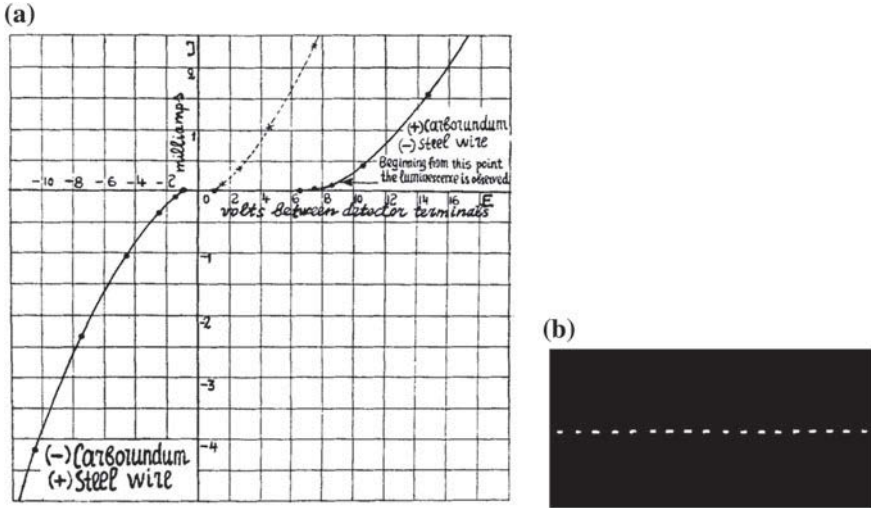 (a)
J
2
1
milliamps
(+) Carborundum
(-) Steel wire
Beginning from this point
the luminescence is observed
-10 -8 -6 -4 -2
0 2 4 6 8 10 12 14 16 E
volts between detector terminals
-1
-2
-3
-4
(-) Carborundum
(+) Steel wire
(b)